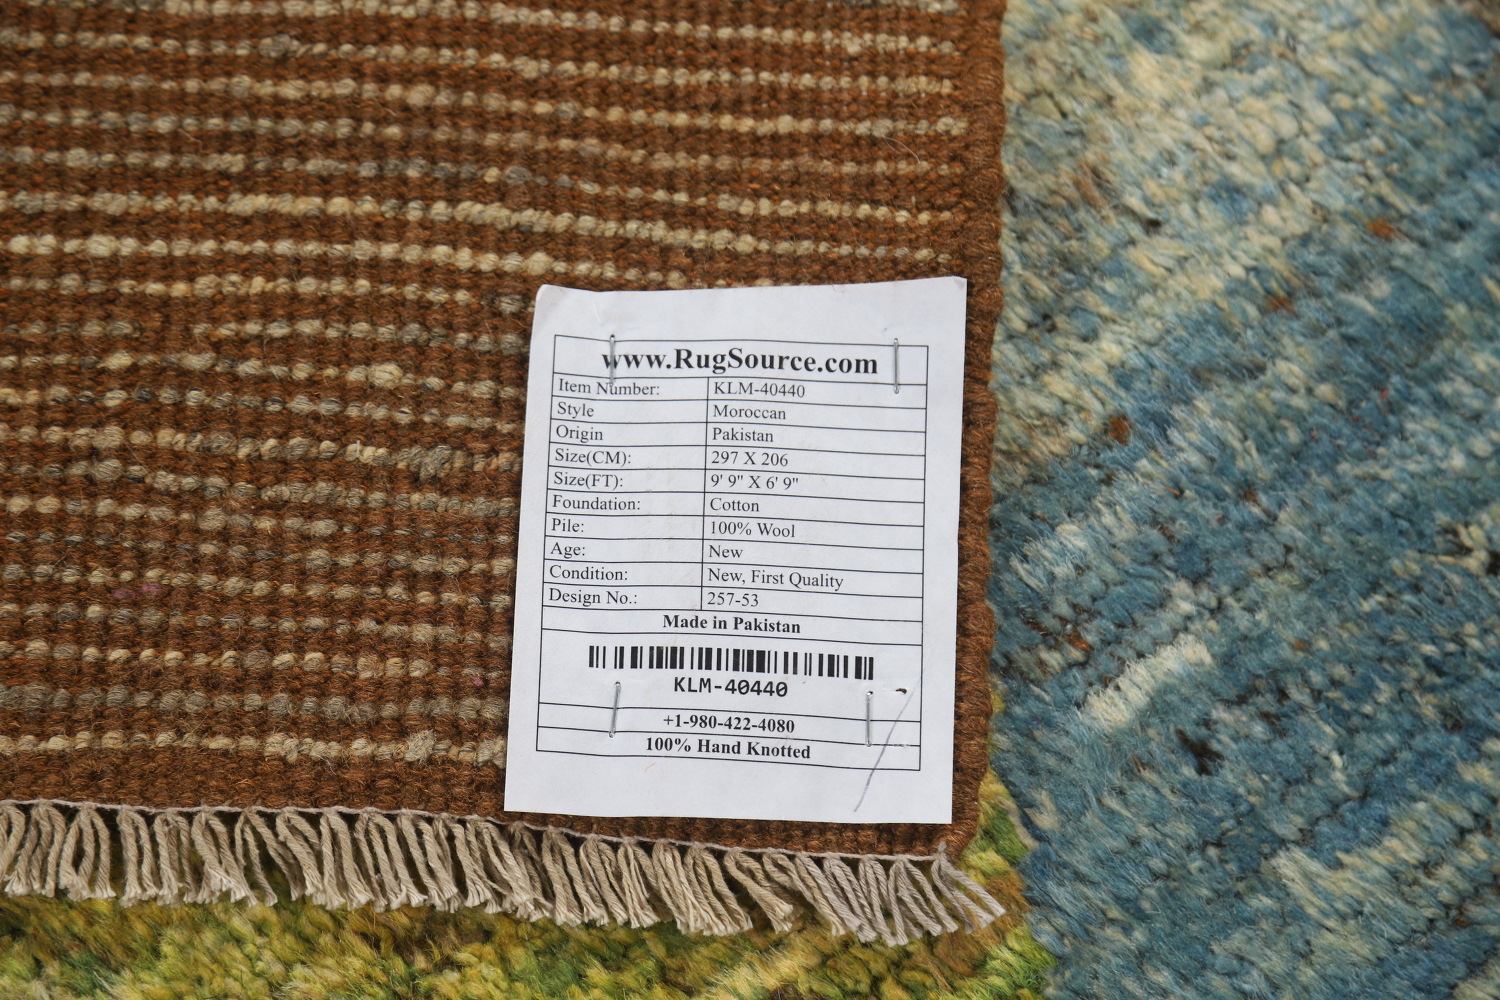 www.RugSource.com
Item Number: KLM-40440
Style Moroccan
Origin Pakistan
Size(CM): 297 X 206
Size(FT): 9' 9" X 6' 9"
Foundation: Cotton
Pile: 100% Wool
Age: New
Condition: New, First Quality
Design No.: 257-53
Made in Pakistan
KLM-40440
+1-980-422-4080
100% Hand Knotted